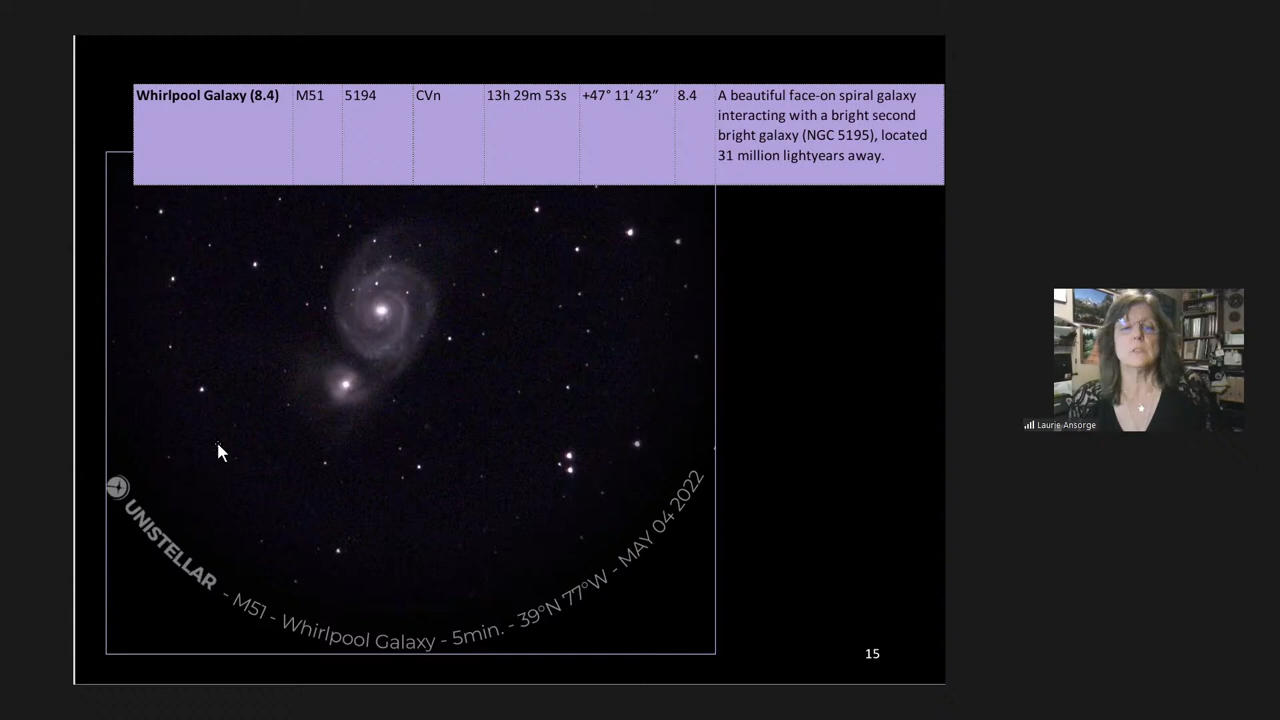 Whirlpool Galaxy (8.4) M51 5194 CVn 13h 29m 53s +47° 11′ 43″ 8.4 A beautiful face-on spiral galaxy
interacting with a bright second
bright galaxy (NGC 5195), located
31 million lightyears away.
Laurie Ansorge
UNISTELLAR - M51 - Whirlpool Galaxy - 5min. - 39°N 77°W - MAY 04 2022
15